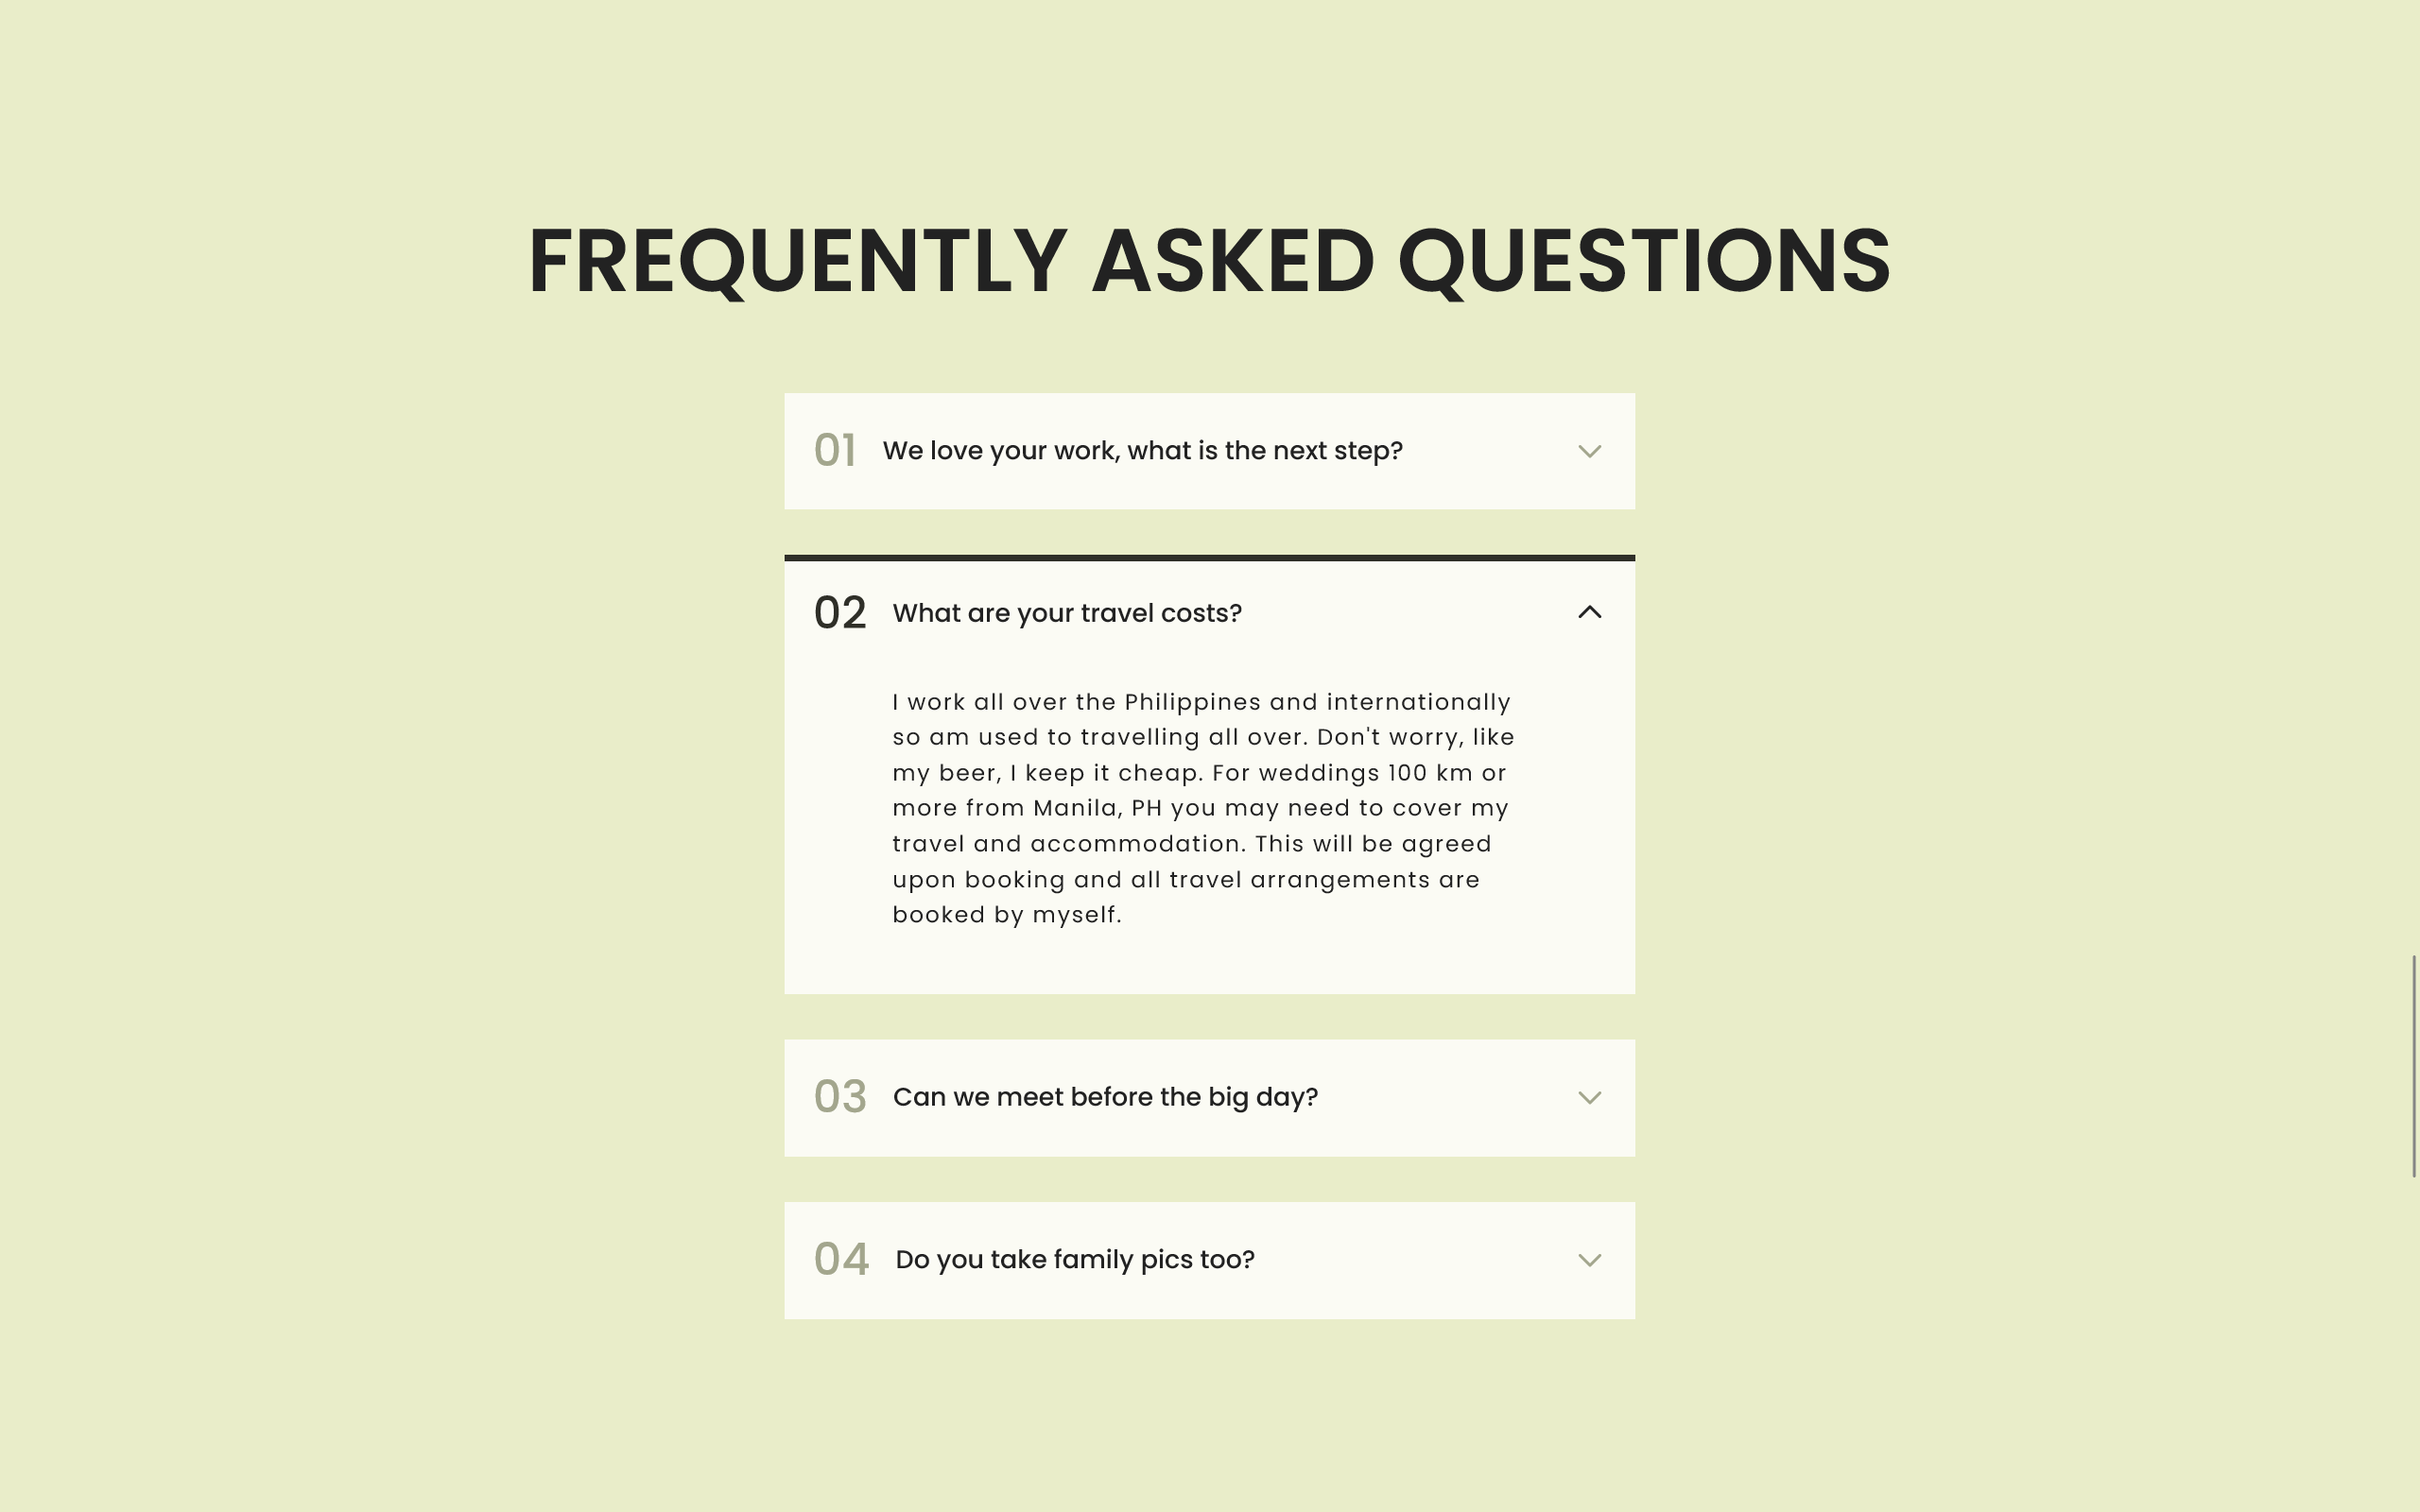 FREQUENTLY ASKED QUESTIONS
01 We love your work, what is the next step?
02 What are your travel costs?
I work all over the Philippines and internationally
so am used to travelling all over. Don't worry, like
my beer, I keep it cheap. For weddings 100 km or
more from Manila, PH you may need to cover my
travel and accommodation. This will be agreed
upon booking and all travel arrangements are
booked by myself.
03 Can we meet before the big day?
04 Do you take family pics too?